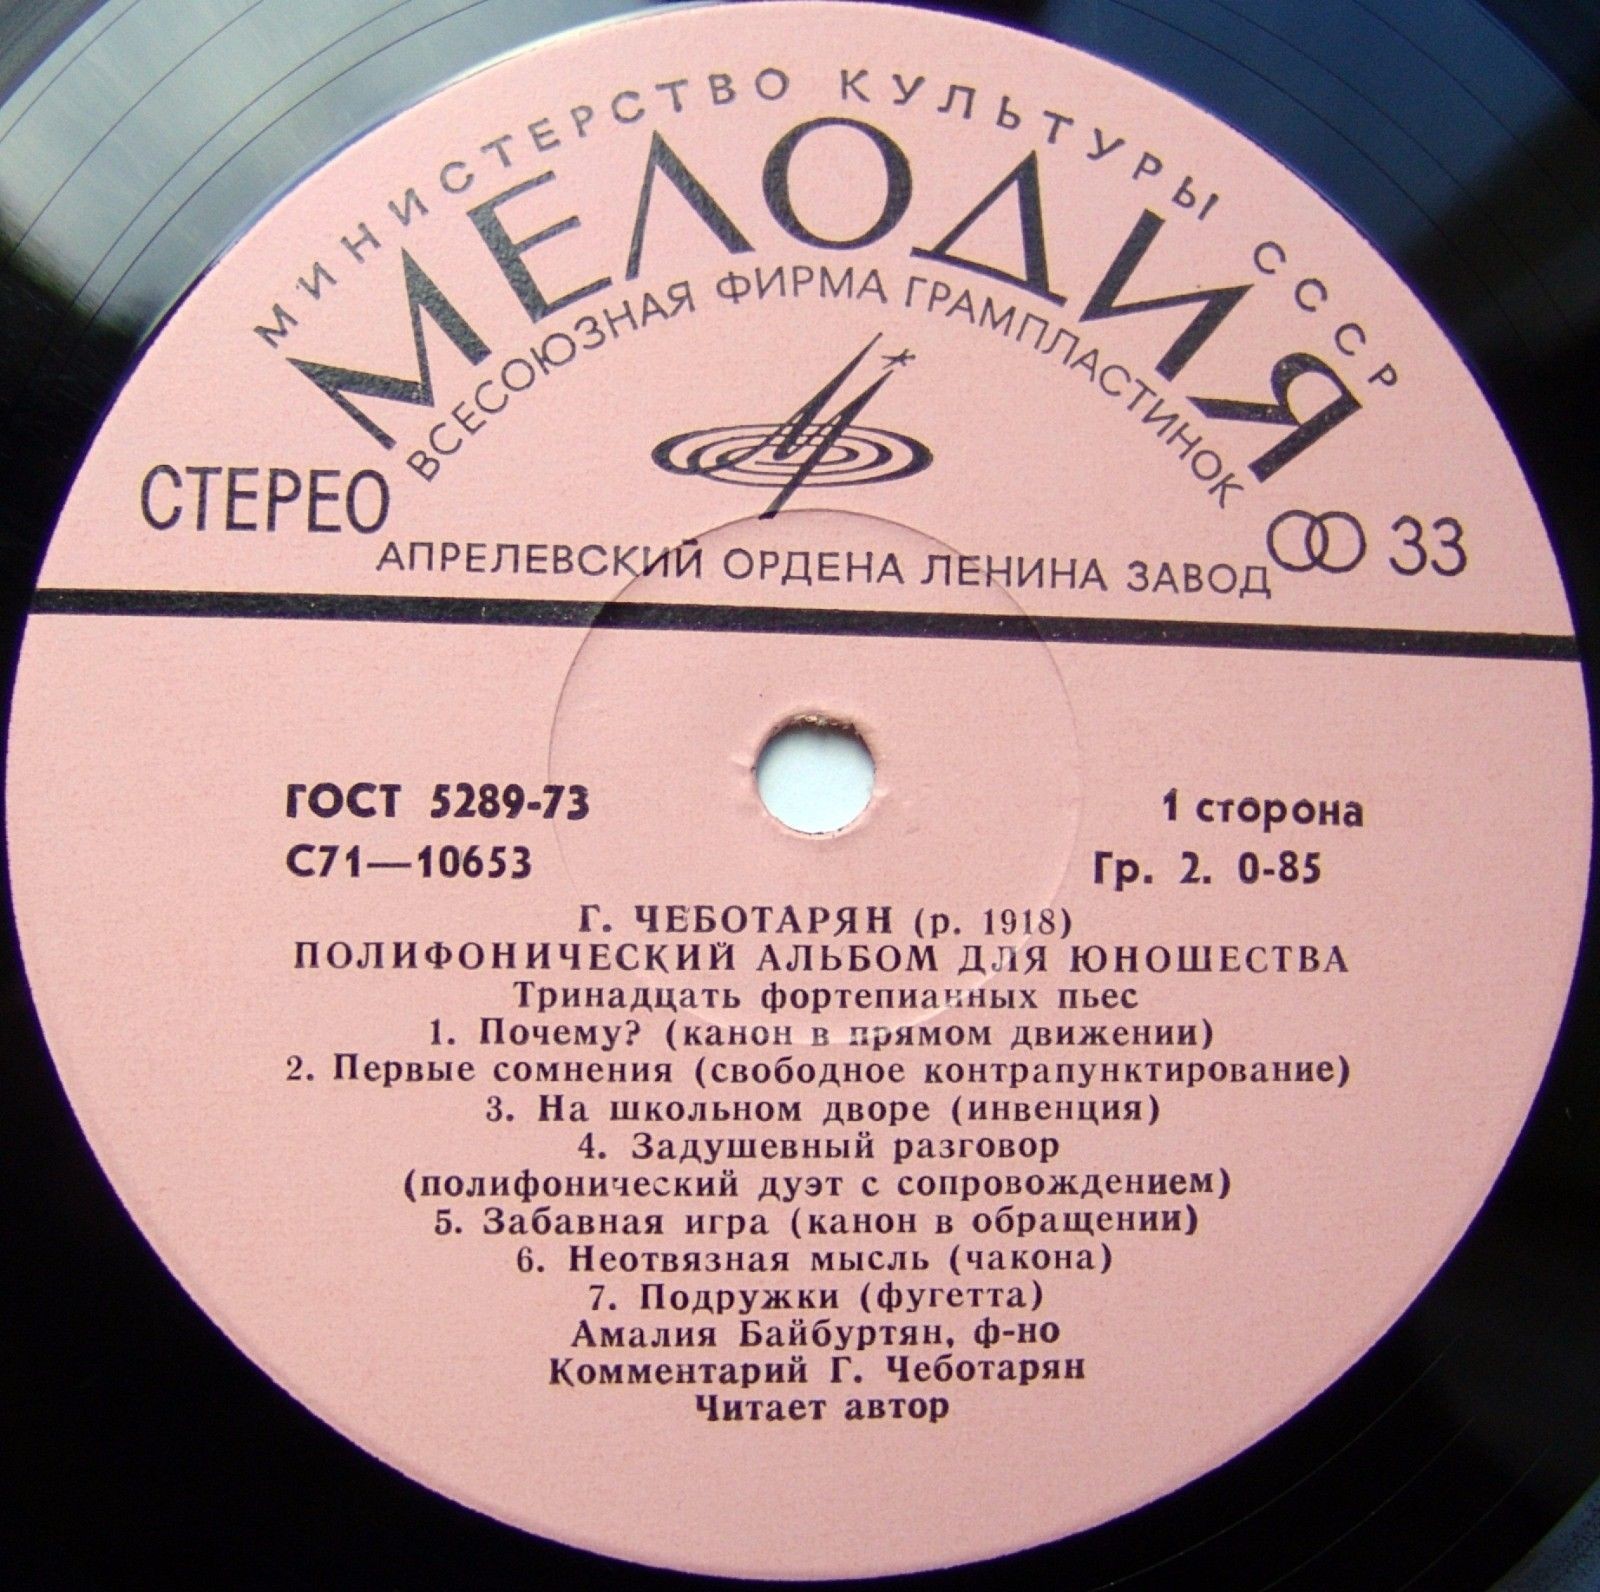 МИНИСТЕРСТВО КУЛЬТУРЫ СССР
МЕЛОДИЯ
ВСЕСОЮЗНАЯ ФИРМА ГРАМПЛАСТИНОК
СТЕРЕО
33
АПРЕЛЕВСКИЙ ОРДЕНА ЛЕНИНА ЗАВОД
ГОСТ 5289-73
1 сторона
С71—10653
Гр. 2. 0-85
Г. ЧЕБОТАРЯН (р. 1918)
ПОЛИФОНИЧЕСКИЙ АЛЬБОМ ДЛЯ ЮНОШЕСТВА
Тринадцать фортепианных пьес
1. Почему? (канон в прямом движении)
2. Первые сомнения (свободное контрапунктирование)
3. На школьном дворе (инвенция)
4. Задушевный разговор
(полифонический дуэт с сопровождением)
5. Забавная игра (канон в обращении)
6. Неотвязная мысль (чакона)
7. Подружки (фугетта)
Амалия Байбуртян, ф-но
Комментарий Г. Чеботарян
Читает автор